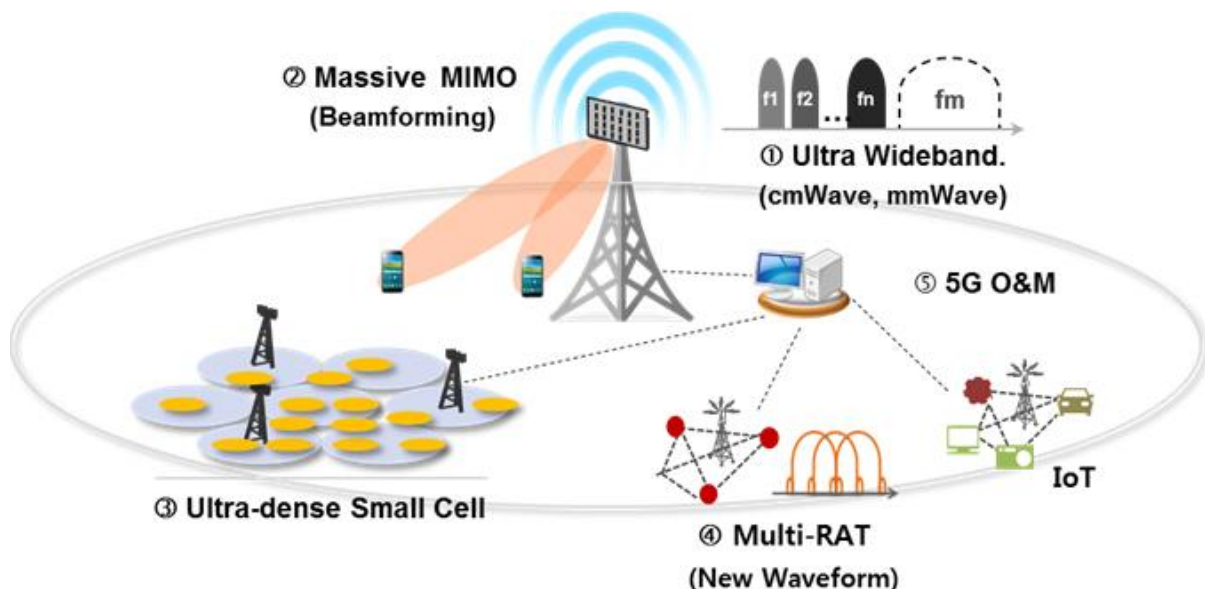 ② Massive MIMO
(Beamforming)
f1 f2 ... fn fm
① Ultra Wideband.
(cmWave, mmWave)
⑤ 5G O&M
③ Ultra-dense Small Cell
IoT
④ Multi-RAT
(New Waveform)